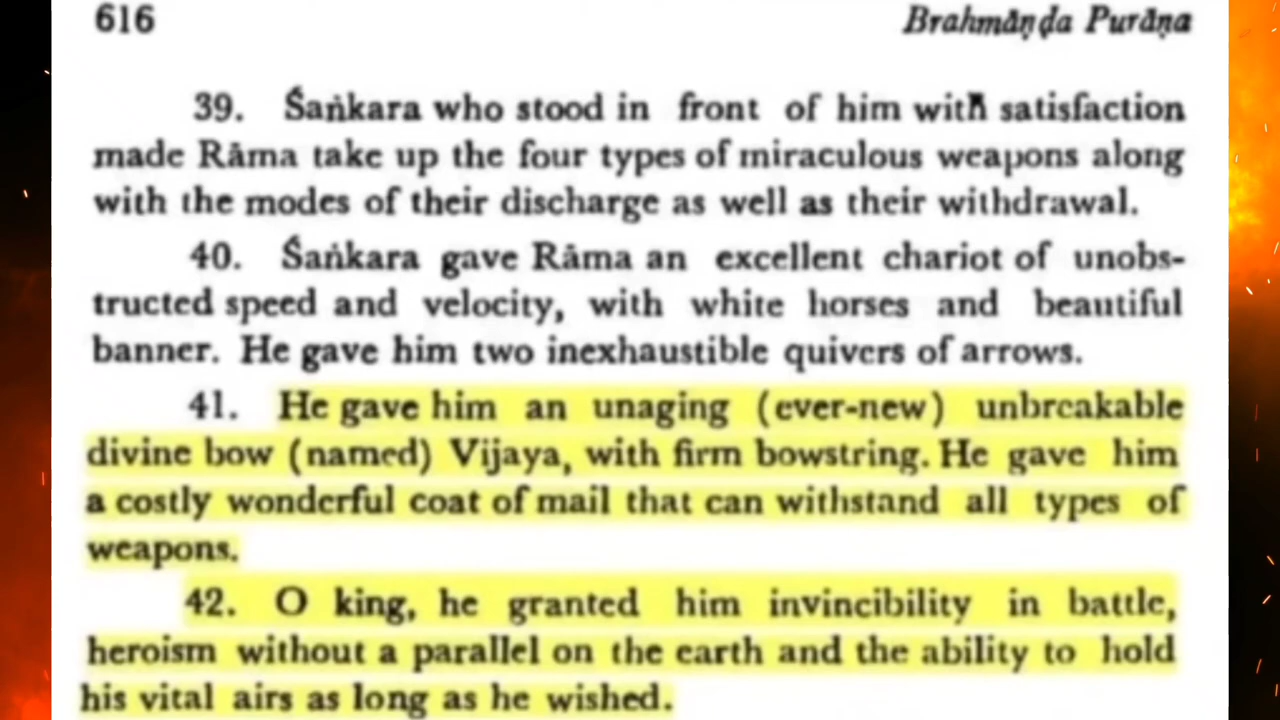 616
Brahmāṇḍa Purāṇa
39. Śaṅkara who stood in front of him with satisfaction
made Rāma take up the four types of miraculous weapons along
with the modes of their discharge as well as their withdrawal.
40. Śaṅkara gave Rāma an excellent chariot of unobs-
tructed speed and velocity, with white horses and beautiful
banner. He gave him two inexhaustible quivers of arrows.
41. He gave him an unaging (ever-new) unbreakable
divine bow (named) Vijaya, with firm bowstring. He gave him
a costly wonderful coat of mail that can withstand all types of
weapons.
42. O king, he granted him invincibility in battle,
heroism without a parallel on the earth and the ability to hold
his vital airs as long as he wished.